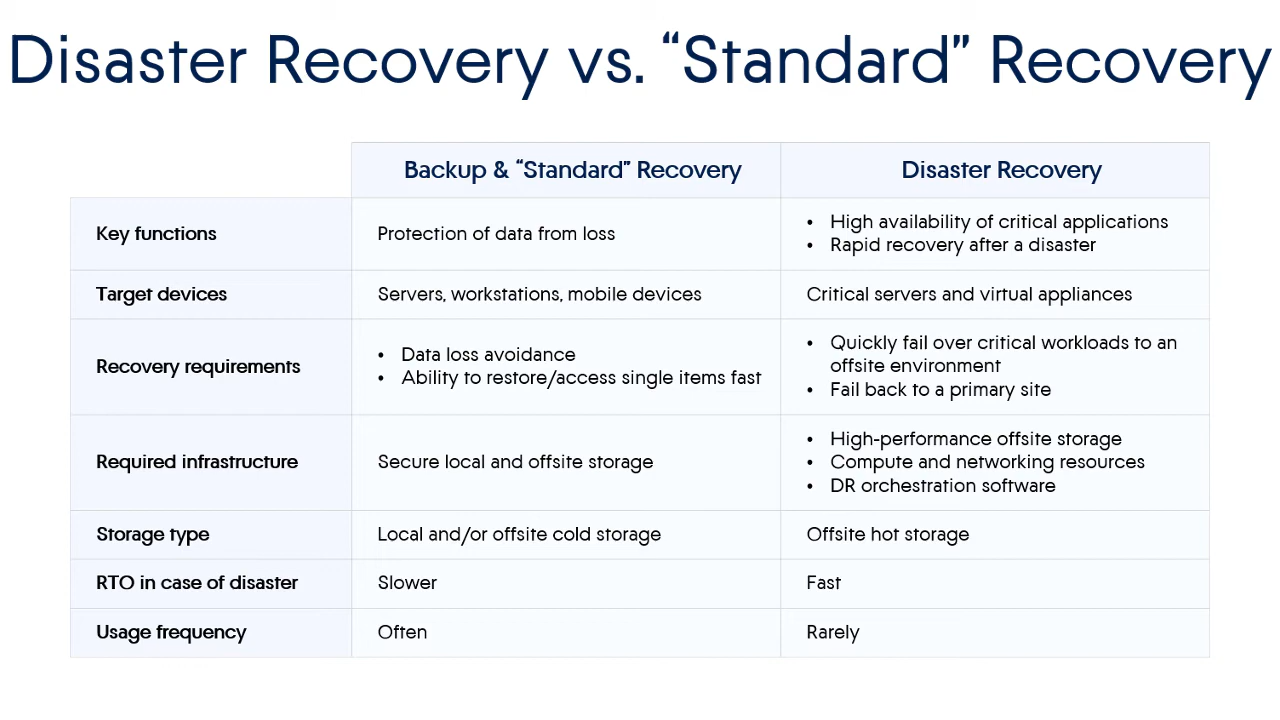 Disaster Recovery vs. “Standard” Recovery
Backup & “Standard” Recovery
Disaster Recovery
Key functions
Protection of data from loss
• High availability of critical applications
• Rapid recovery after a disaster
Target devices
Servers, workstations, mobile devices
Critical servers and virtual appliances
Recovery requirements
• Data loss avoidance
• Ability to restore/access single items fast
• Quickly fail over critical workloads to an
offsite environment
• Fail back to a primary site
Required infrastructure
Secure local and offsite storage
• High-performance offsite storage
• Compute and networking resources
• DR orchestration software
Storage type
Local and/or offsite cold storage
Offsite hot storage
RTO in case of disaster
Slower
Fast
Usage frequency
Often
Rarely